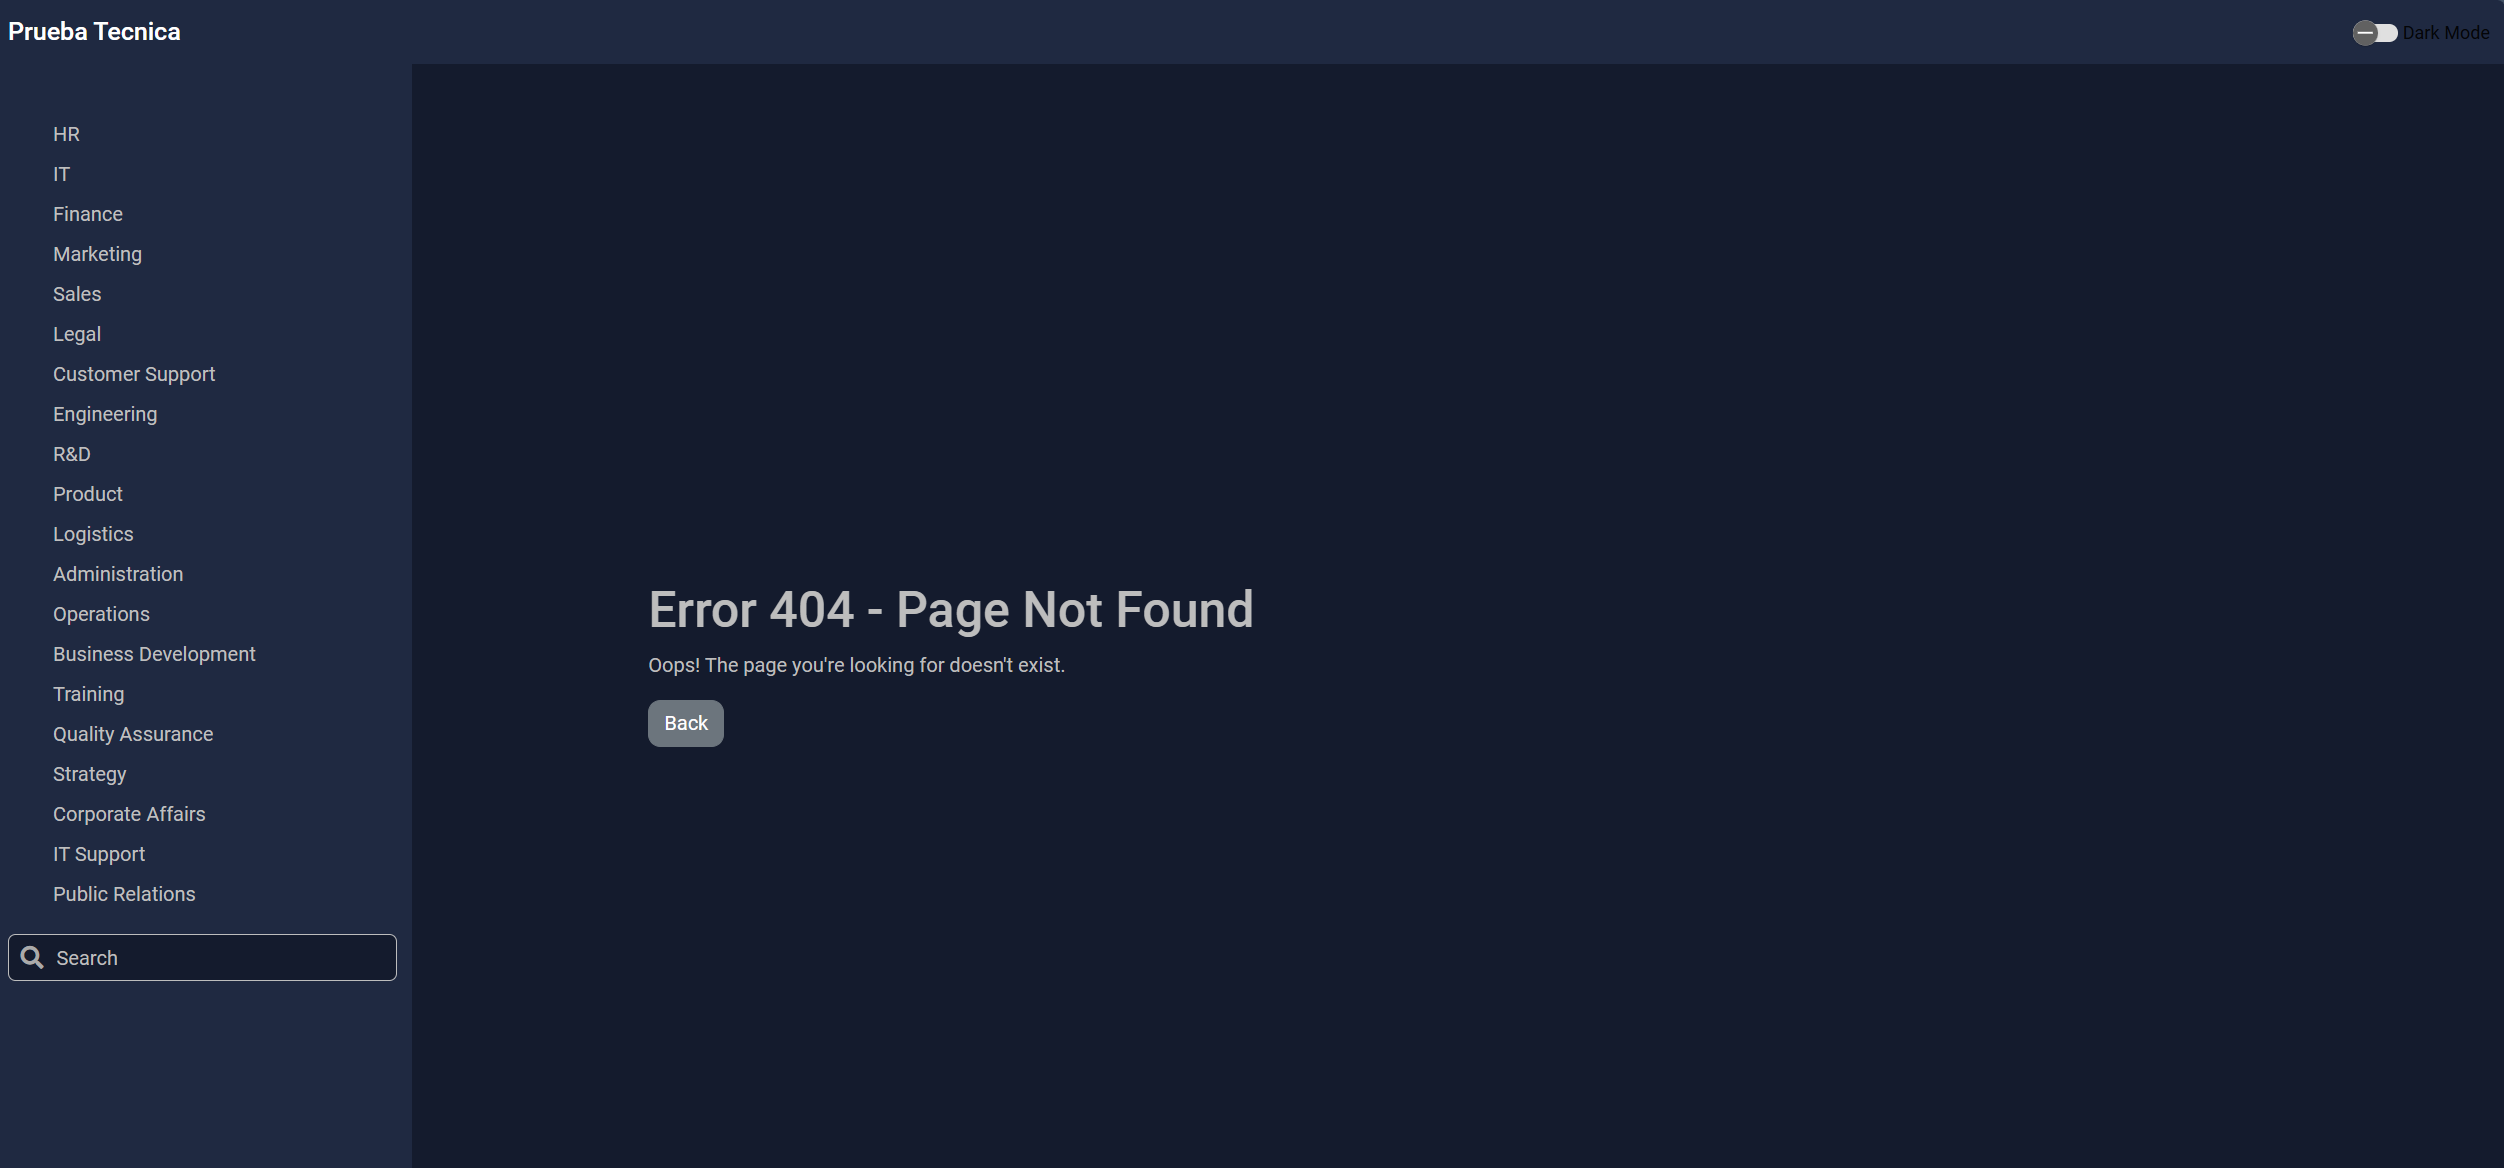 Prueba Tecnica
Dark Mode
HR
IT
Finance
Marketing
Sales
Legal
Customer Support
Engineering
R&D
Product
Logistics
Administration
Operations
Business Development
Training
Quality Assurance
Strategy
Corporate Affairs
IT Support
Public Relations
Search
Error 404 - Page Not Found
Oops! The page you're looking for doesn't exist.
Back